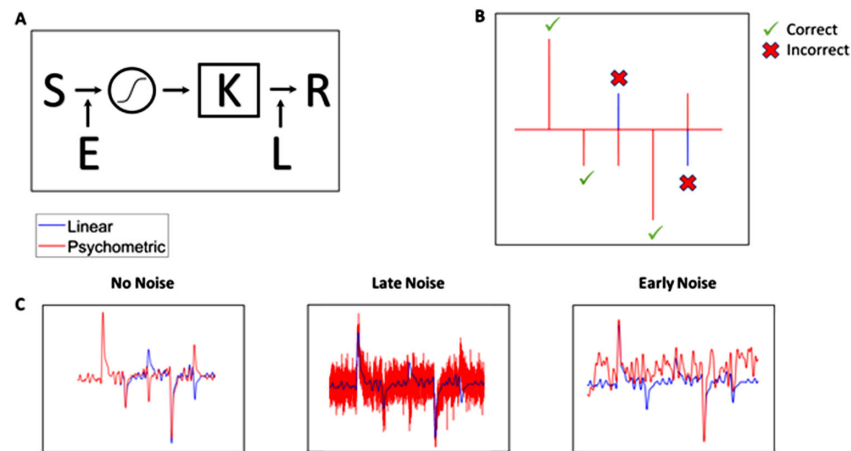 A
B
✓ Correct
✖ Incorrect
S → → K → R
E
L
Linear
Psychometric
No Noise
Late Noise
Early Noise
C